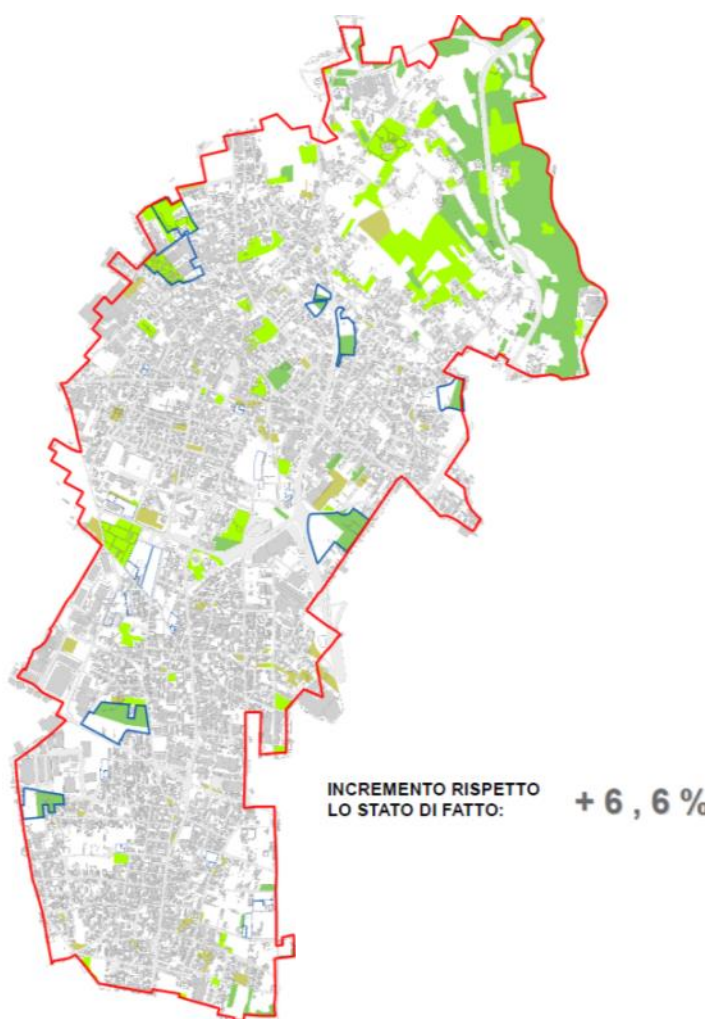 INCREMENTO RISPETTO
LO STATO DI FATTO:
+ 6 , 6 %